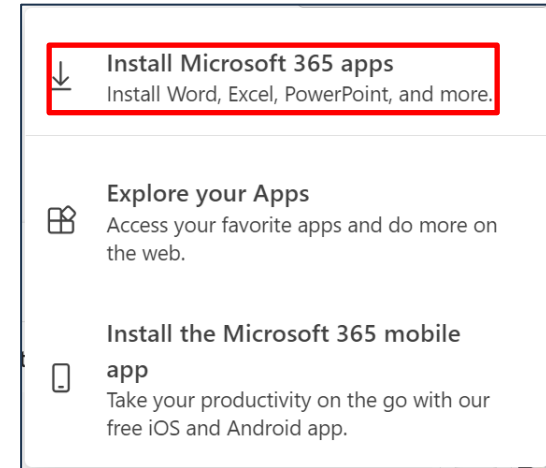 Install Microsoft 365 apps
Install Word, Excel, PowerPoint, and more.
Explore your Apps
Access your favorite apps and do more on
the web.
Install the Microsoft 365 mobile
app
Take your productivity on the go with our
free iOS and Android app.